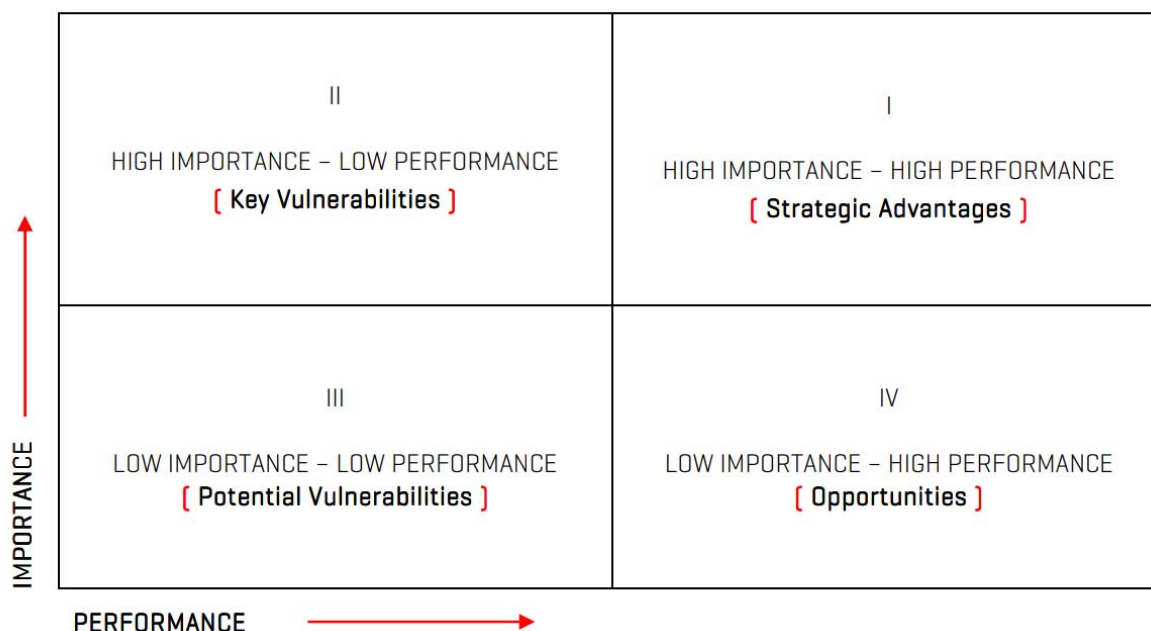 II
HIGH IMPORTANCE – LOW PERFORMANCE
[ Key Vulnerabilities ]
I
HIGH IMPORTANCE – HIGH PERFORMANCE
[ Strategic Advantages ]
III
LOW IMPORTANCE – LOW PERFORMANCE
[ Potential Vulnerabilities ]
IV
LOW IMPORTANCE – HIGH PERFORMANCE
[ Opportunities ]
IMPORTANCE
PERFORMANCE